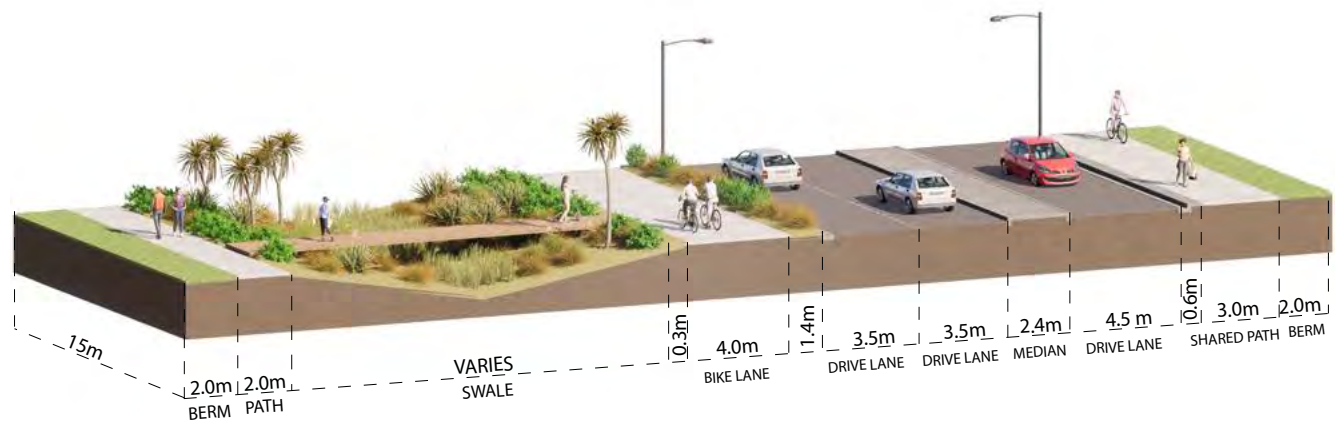 15m
2.0m
BERM
2.0m
PATH
VARIES
SWALE
0.3m
4.0m
BIKE LANE
1.4m
3.5m
DRIVE LANE
3.5m
DRIVE LANE
2.4m
MEDIAN
4.5 m
DRIVE LANE
0.6m
3.0m
SHARED PATH
2.0m
BERM